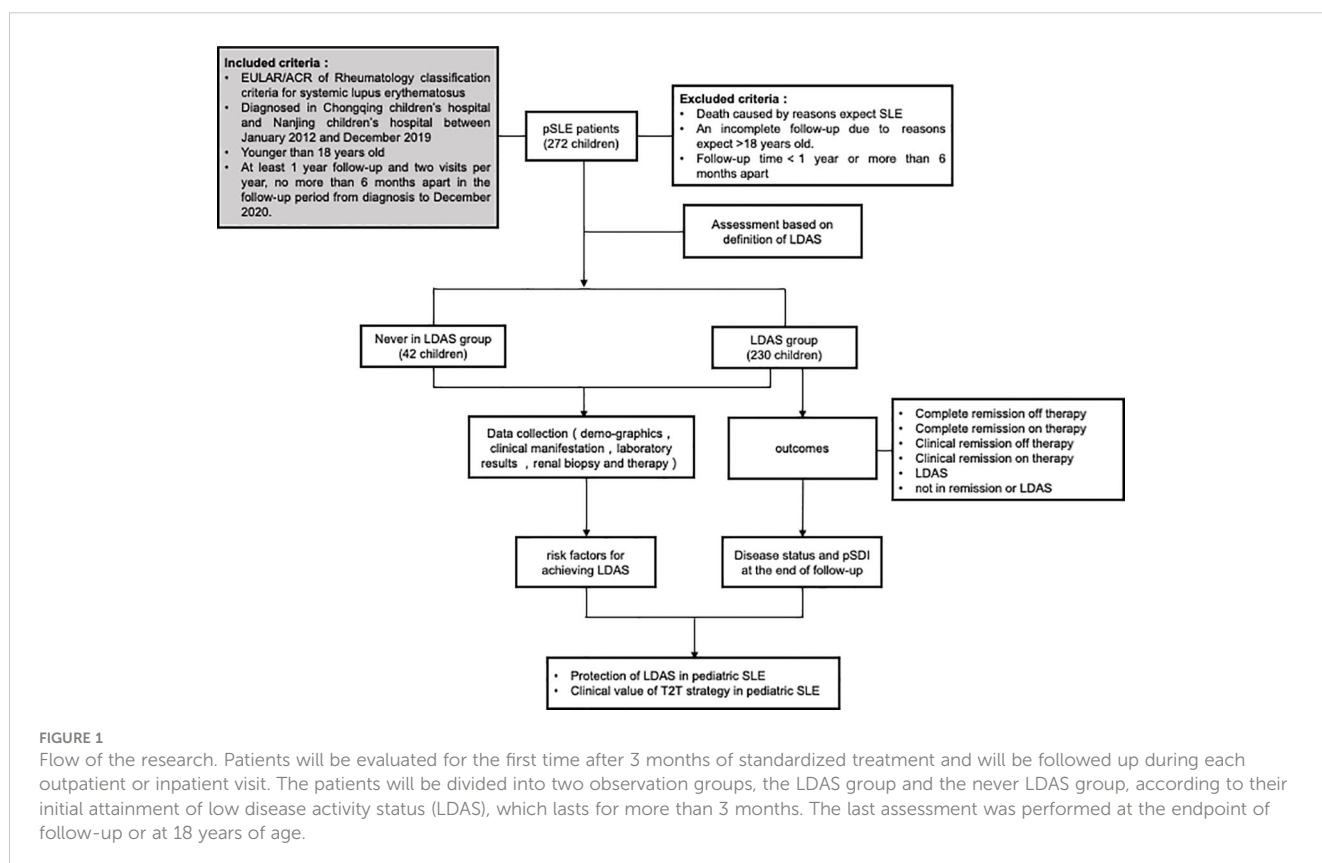 Included criteria :
• EULAR/ACR of Rheumatology classification
criteria for systemic lupus erythematosus
• Diagnosed in Chongqing children's hospital
and Nanjing children's hospital between
January 2012 and December 2019
• Younger than 18 years old
• At least 1 year follow-up and two visits per
year, no more than 6 months apart in the
follow-up period from diagnosis to December
2020.
pSLE patients
(272 children)
Excluded criteria :
• Death caused by reasons expect SLE
• An incomplete follow-up due to reasons
expect >18 years old.
• Follow-up time < 1 year or more than 6
months apart
Assessment based on
definition of LDAS
Never in LDAS group
(42 children)
LDAS group
(230 children)
Data collection ( demo-graphics ,
clinical manifestation , laboratory
results , renal biopsy and therapy )
outcomes
• Complete remission off therapy
• Complete remission on therapy
• Clinical remission off therapy
• Clinical remission on therapy
• LDAS
• not in remission or LDAS
risk factors for
achieving LDAS
Disease status and pSDI
at the end of follow-up
• Protection of LDAS in pediatric SLE
• Clinical value of T2T strategy in pediatric SLE
FIGURE 1
Flow of the research. Patients will be evaluated for the first time after 3 months of standardized treatment and will be followed up during each
outpatient or inpatient visit. The patients will be divided into two observation groups, the LDAS group and the never LDAS group, according to their
initial attainment of low disease activity status (LDAS), which lasts for more than 3 months. The last assessment was performed at the endpoint of
follow-up or at 18 years of age.